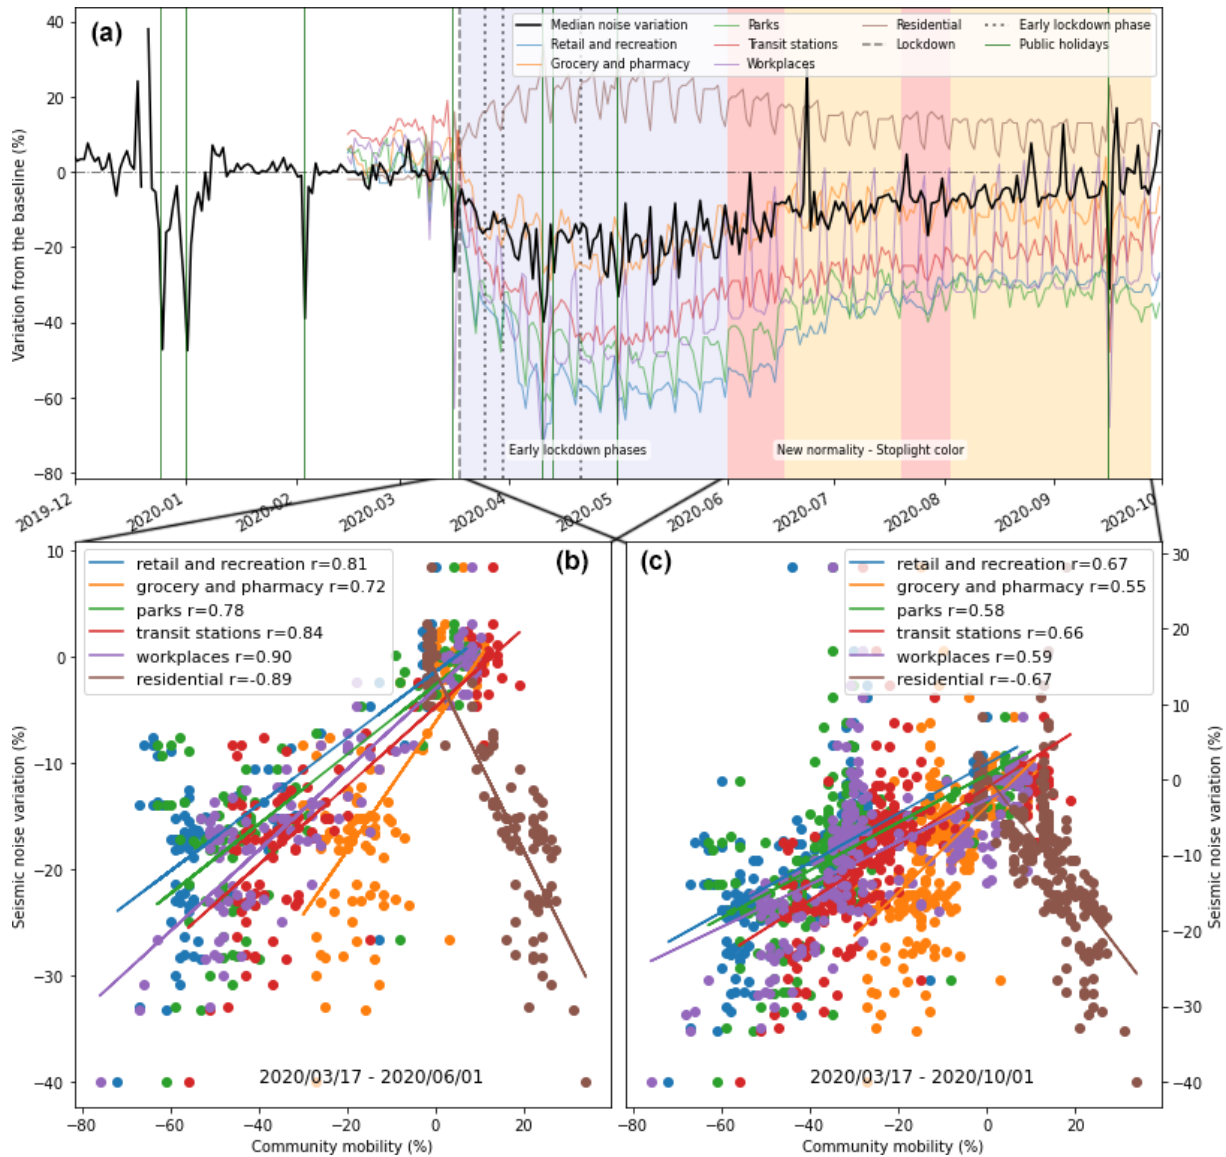 (a)
Median noise variation
Retail and recreation
Grocery and pharmacy
Parks
Transit stations
Workplaces
Residential
Lockdown
Early lockdown phase
Public holidays
Variation from the baseline (%)
40
20
0
−20
−40
−60
−80
Early lockdown phases
New normality - Stoplight color
2019-12
2020-01
2020-02
2020-03
2020-04
2020-05
2020-06
2020-07
2020-08
2020-09
2020-10
(b)
retail and recreation r=0.81
grocery and pharmacy r=0.72
parks r=0.78
transit stations r=0.84
workplaces r=0.90
residential r=-0.89
Seismic noise variation (%)
10
0
−10
−20
−30
−40
2020/03/17 - 2020/06/01
−80
−60
−40
−20
0
20
Community mobility (%)
(c)
retail and recreation r=0.67
grocery and pharmacy r=0.55
parks r=0.58
transit stations r=0.66
workplaces r=0.59
residential r=-0.67
30
20
10
0
−10
−20
−30
−40
Seismic noise variation (%)
2020/03/17 - 2020/10/01
−80
−60
−40
−20
0
20
Community mobility (%)